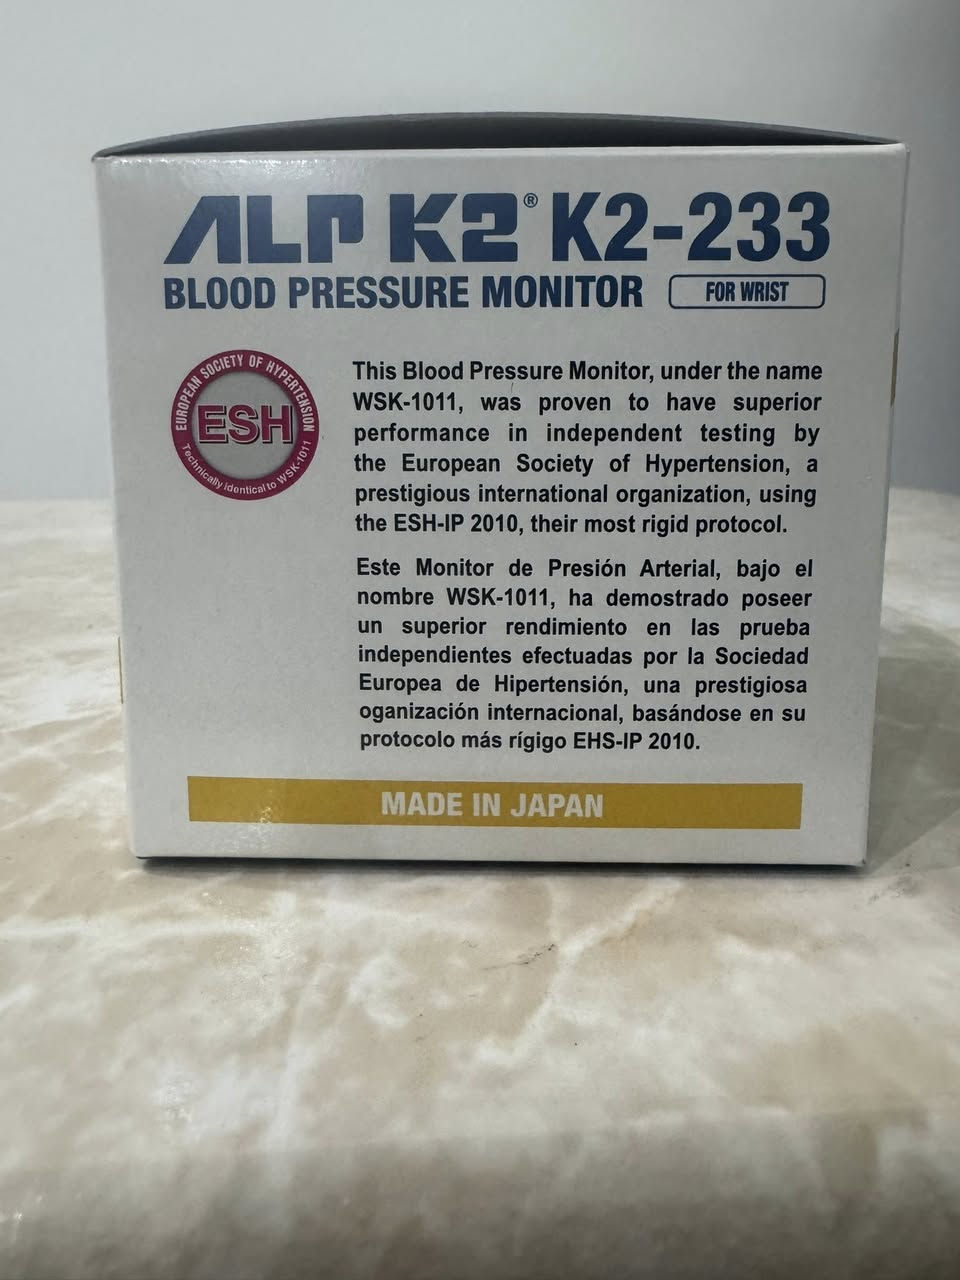 ALP K2® K2-233
BLOOD PRESSURE MONITOR FOR WRIST
EUROPEAN SOCIETY OF HYPERTENSION
ESH
Technically identical to WSK-1011
This Blood Pressure Monitor, under the name
WSK-1011, was proven to have superior
performance in independent testing by
the European Society of Hypertension, a
prestigious international organization, using
the ESH-IP 2010, their most rigid protocol.
Este Monitor de Presión Arterial, bajo el
nombre WSK-1011, ha demostrado poseer
un superior rendimiento en las prueba
independientes efectuadas por la Sociedad
Europea de Hipertensión, una prestigiosa
oganización internacional, basándose en su
protocolo más rígigo EHS-IP 2010.
MADE IN JAPAN